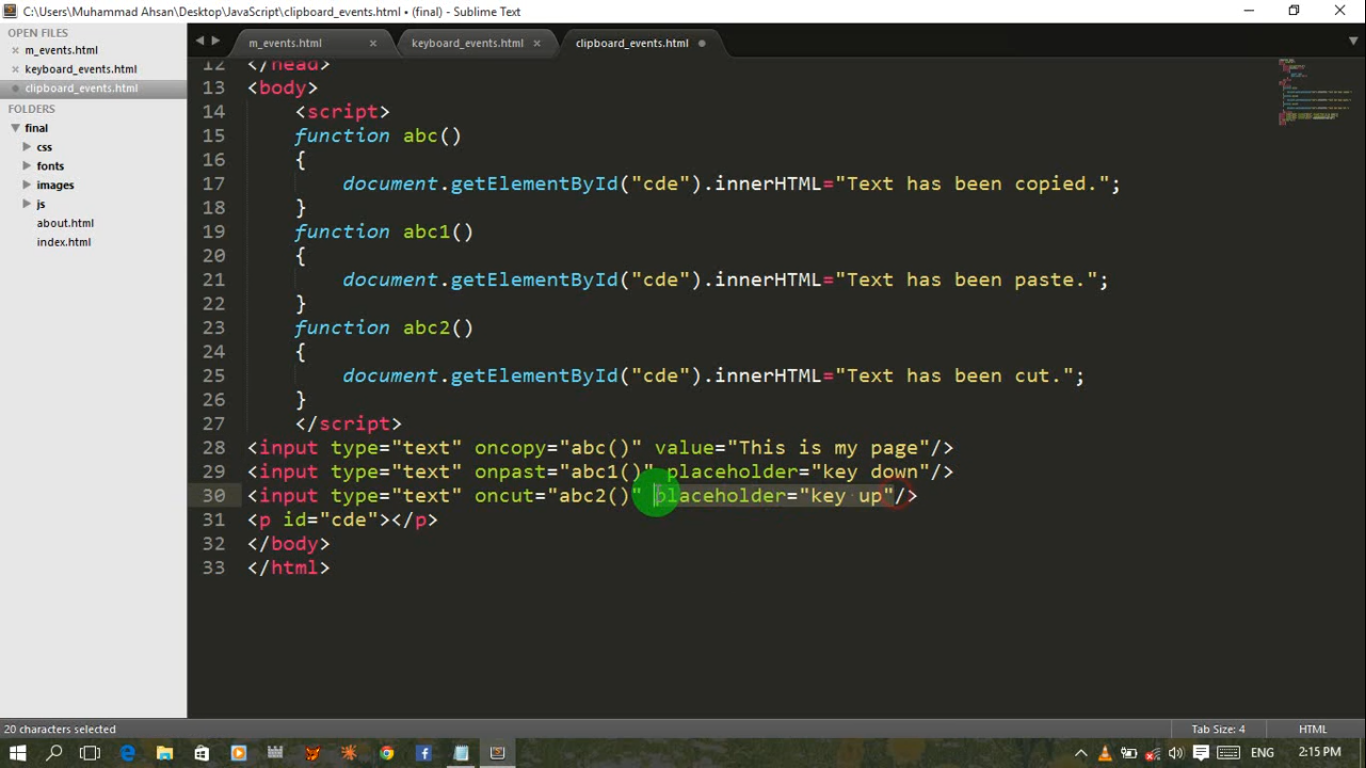 C:\Users\Muhammad Ahsan\Desktop\JavaScript\clipboard_events.html • (final) - Sublime Text
OPEN FILES
m_events.html
keyboard_events.html
clipboard_events.html
FOLDERS
final
css
fonts
images
js
about.html
index.html
m_events.html
keyboard_events.html
clipboard_events.html
12 </head>
13 <body>
14     <script>
15     function abc()
16     {
17         document.getElementById("cde").innerHTML="Text has been copied.";
18     }
19     function abc1()
20     {
21         document.getElementById("cde").innerHTML="Text has been paste.";
22     }
23     function abc2()
24     {
25         document.getElementById("cde").innerHTML="Text has been cut.";
26     }
27     </script>
28 <input type="text" oncopy="abc()" value="This is my page"/>
29 <input type="text" onpast="abc1()" placeholder="key down"/>
30 <input type="text" oncut="abc2()" placeholder="key up"/>
31 <p id="cde"></p>
32 </body>
33 </html>
20 characters selected
Tab Size: 4
HTML
ENG
2:15 PM